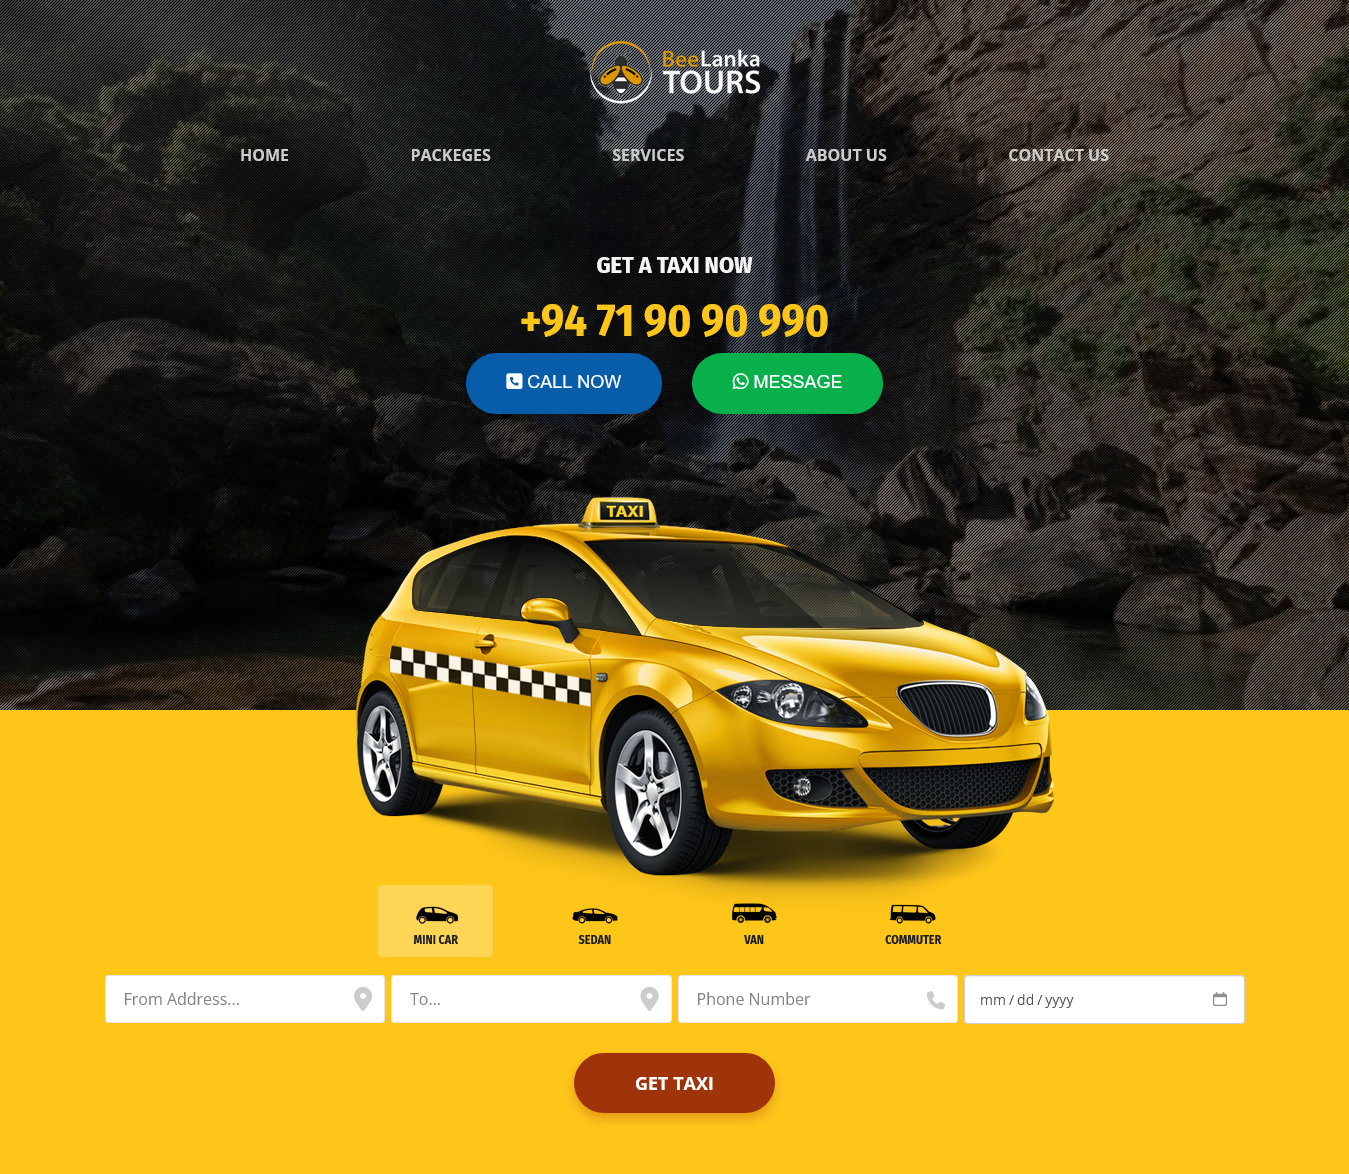 BeeLanka
TOURS
HOME
PACKEGES
SERVICES
ABOUT US
CONTACT US
GET A TAXI NOW
+94 71 90 90 990
CALL NOW
MESSAGE
TAXI
MINI CAR
SEDAN
VAN
COMMUTER
From Address...
To...
Phone Number
mm / dd / yyyy
GET TAXI